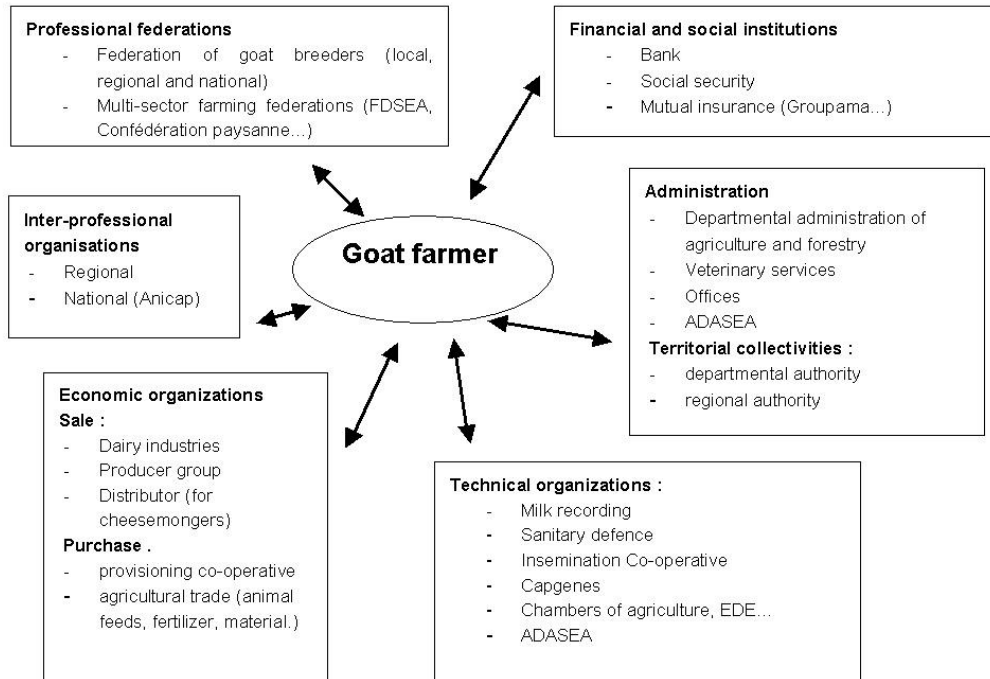 Professional federations
- Federation of goat breeders (local,
regional and national)
- Multi-sector farming federations (FDSEA,
Confédération paysanne...)
Financial and social institutions
- Bank
- Social security
- Mutual insurance (Groupama...)
Inter-professional
organisations
- Regional
- National (Anicap)
Goat farmer
Administration
- Departmental administration of
agriculture and forestry
- Veterinary services
- Offices
- ADASEA
Territorial collectivities :
- departmental authority
- regional authority
Economic organizations
Sale :
- Dairy industries
- Producer group
- Distributor (for
cheesemongers)
Purchase .
- provisioning co-operative
- agricultural trade (animal
feeds, fertilizer, material.)
Technical organizations :
- Milk recording
- Sanitary defence
- Insemination Co-operative
- Capgenes
- Chambers of agriculture, EDE...
- ADASEA